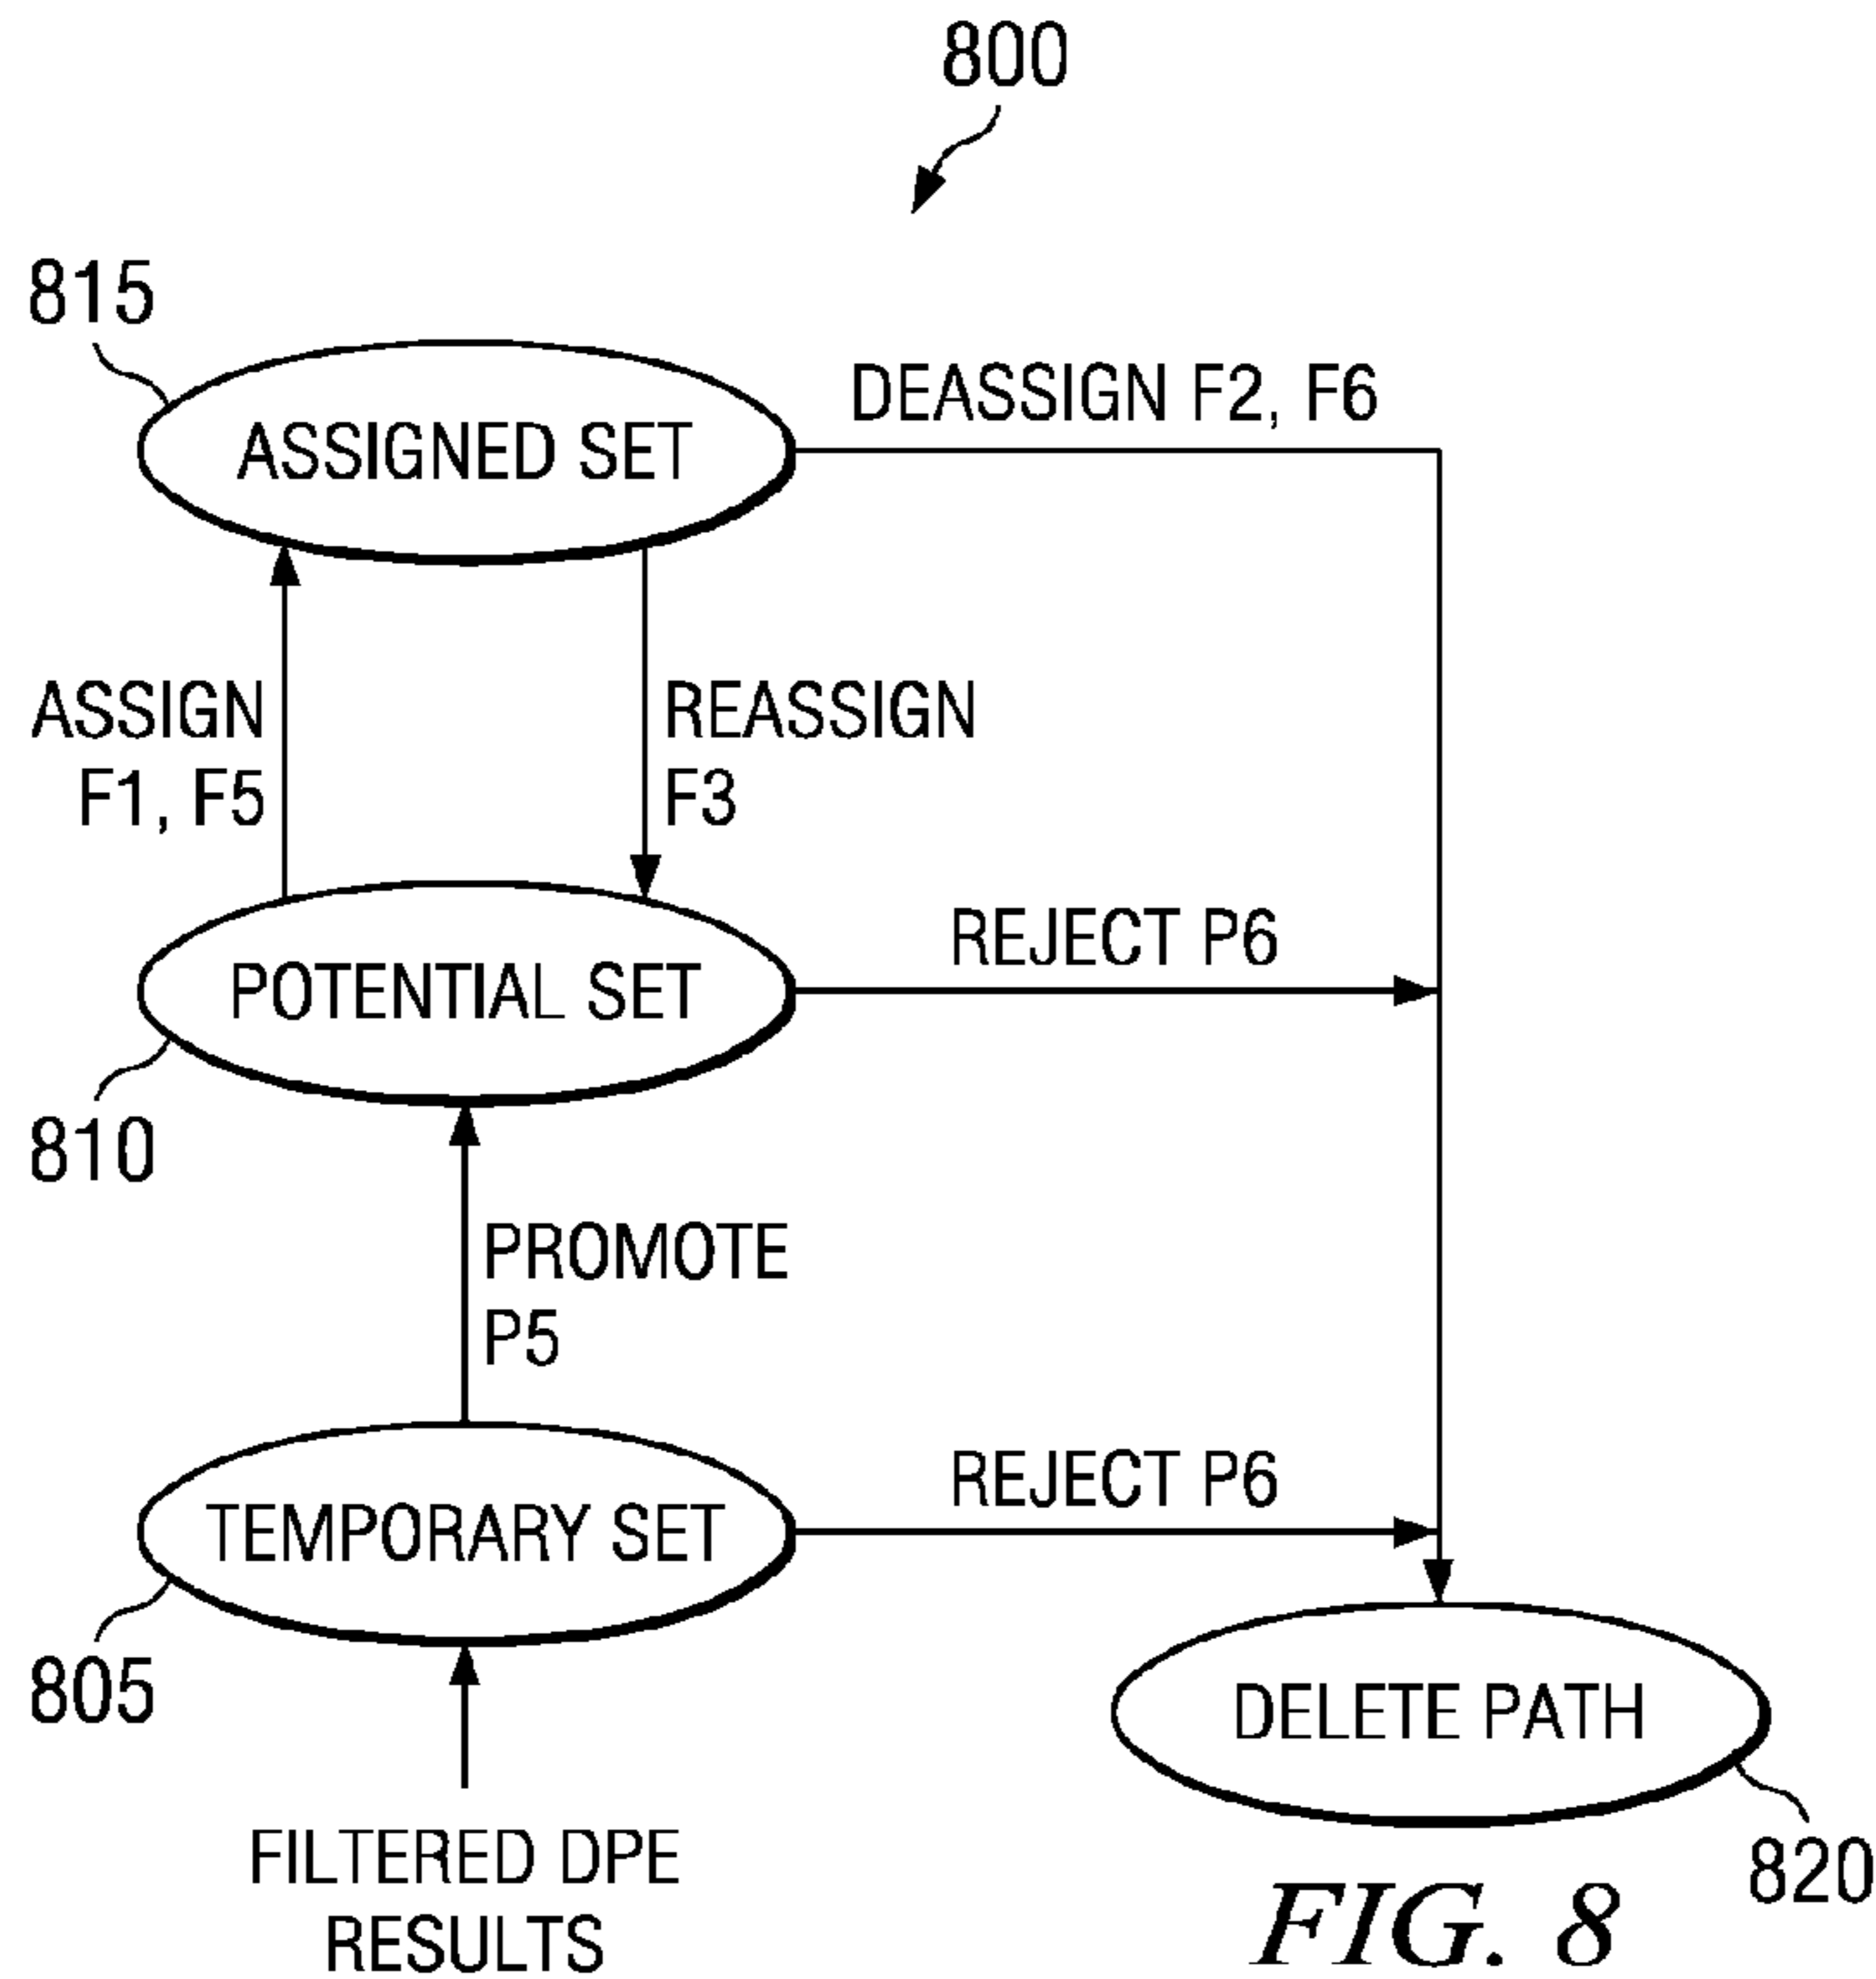 800
815
ASSIGNED SET
DEASSIGN F2, F6
ASSIGN
F1, F5
REASSIGN
F3
POTENTIAL SET
REJECT P6
810
PROMOTE
P5
TEMPORARY SET
REJECT P6
805
DELETE PATH
820
FILTERED DPE
RESULTS
FIG. 8